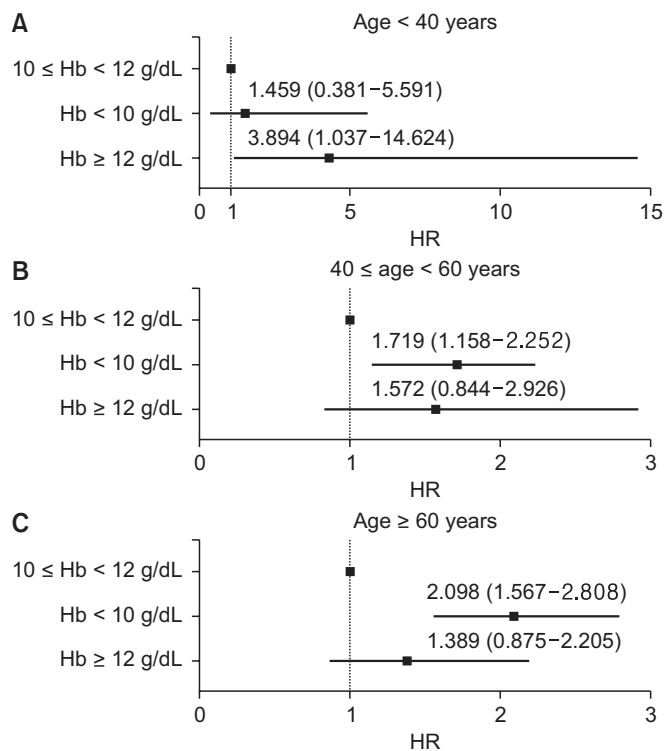 A
Age < 40 years
10 ≤ Hb < 12 g/dL
1.459 (0.381−5.591)
Hb < 10 g/dL
3.894 (1.037−14.624)
Hb ≥ 12 g/dL
0 1 5 10 15
HR
B
40 ≤ age < 60 years
10 ≤ Hb < 12 g/dL
1.719 (1.158−2.252)
Hb < 10 g/dL
1.572 (0.844−2.926)
Hb ≥ 12 g/dL
0 1 2 3
HR
C
Age ≥ 60 years
10 ≤ Hb < 12 g/dL
2.098 (1.567−2.808)
Hb < 10 g/dL
1.389 (0.875−2.205)
Hb ≥ 12 g/dL
0 1 2 3
HR